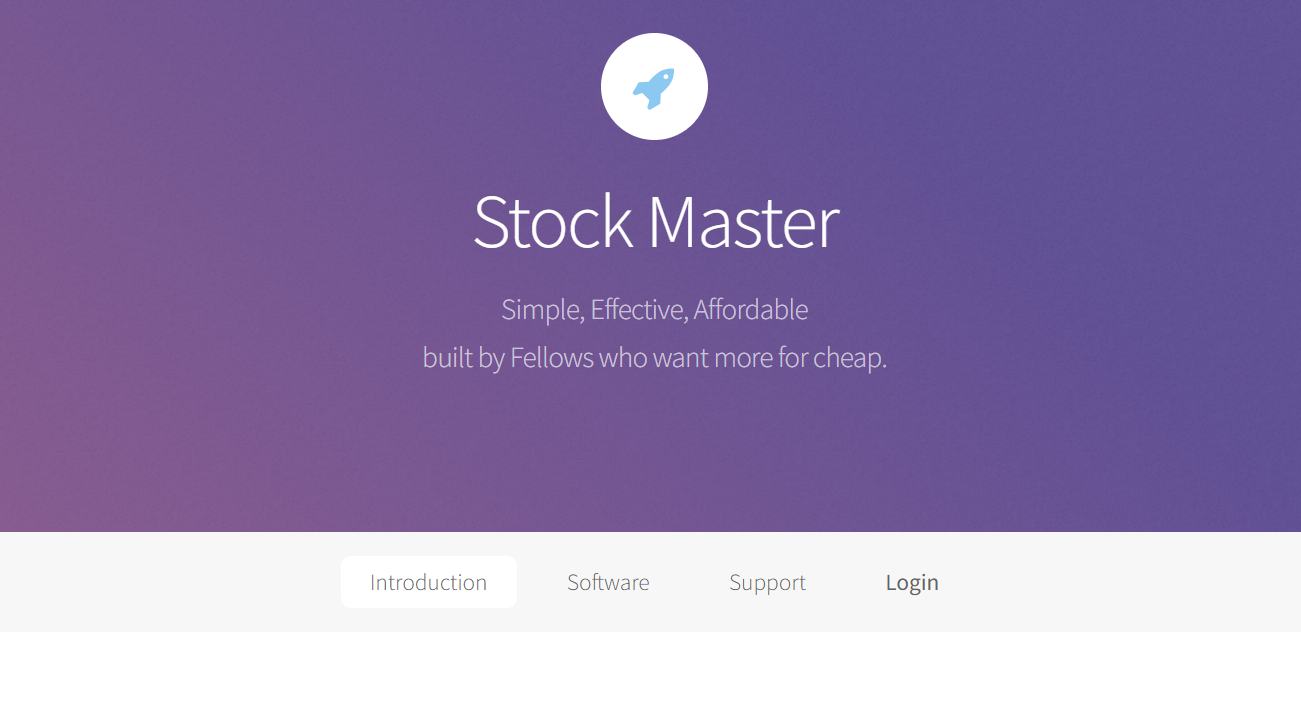 Stock Master
Simple, Effective, Affordable
built by Fellows who want more for cheap.
Introduction Software Support Login